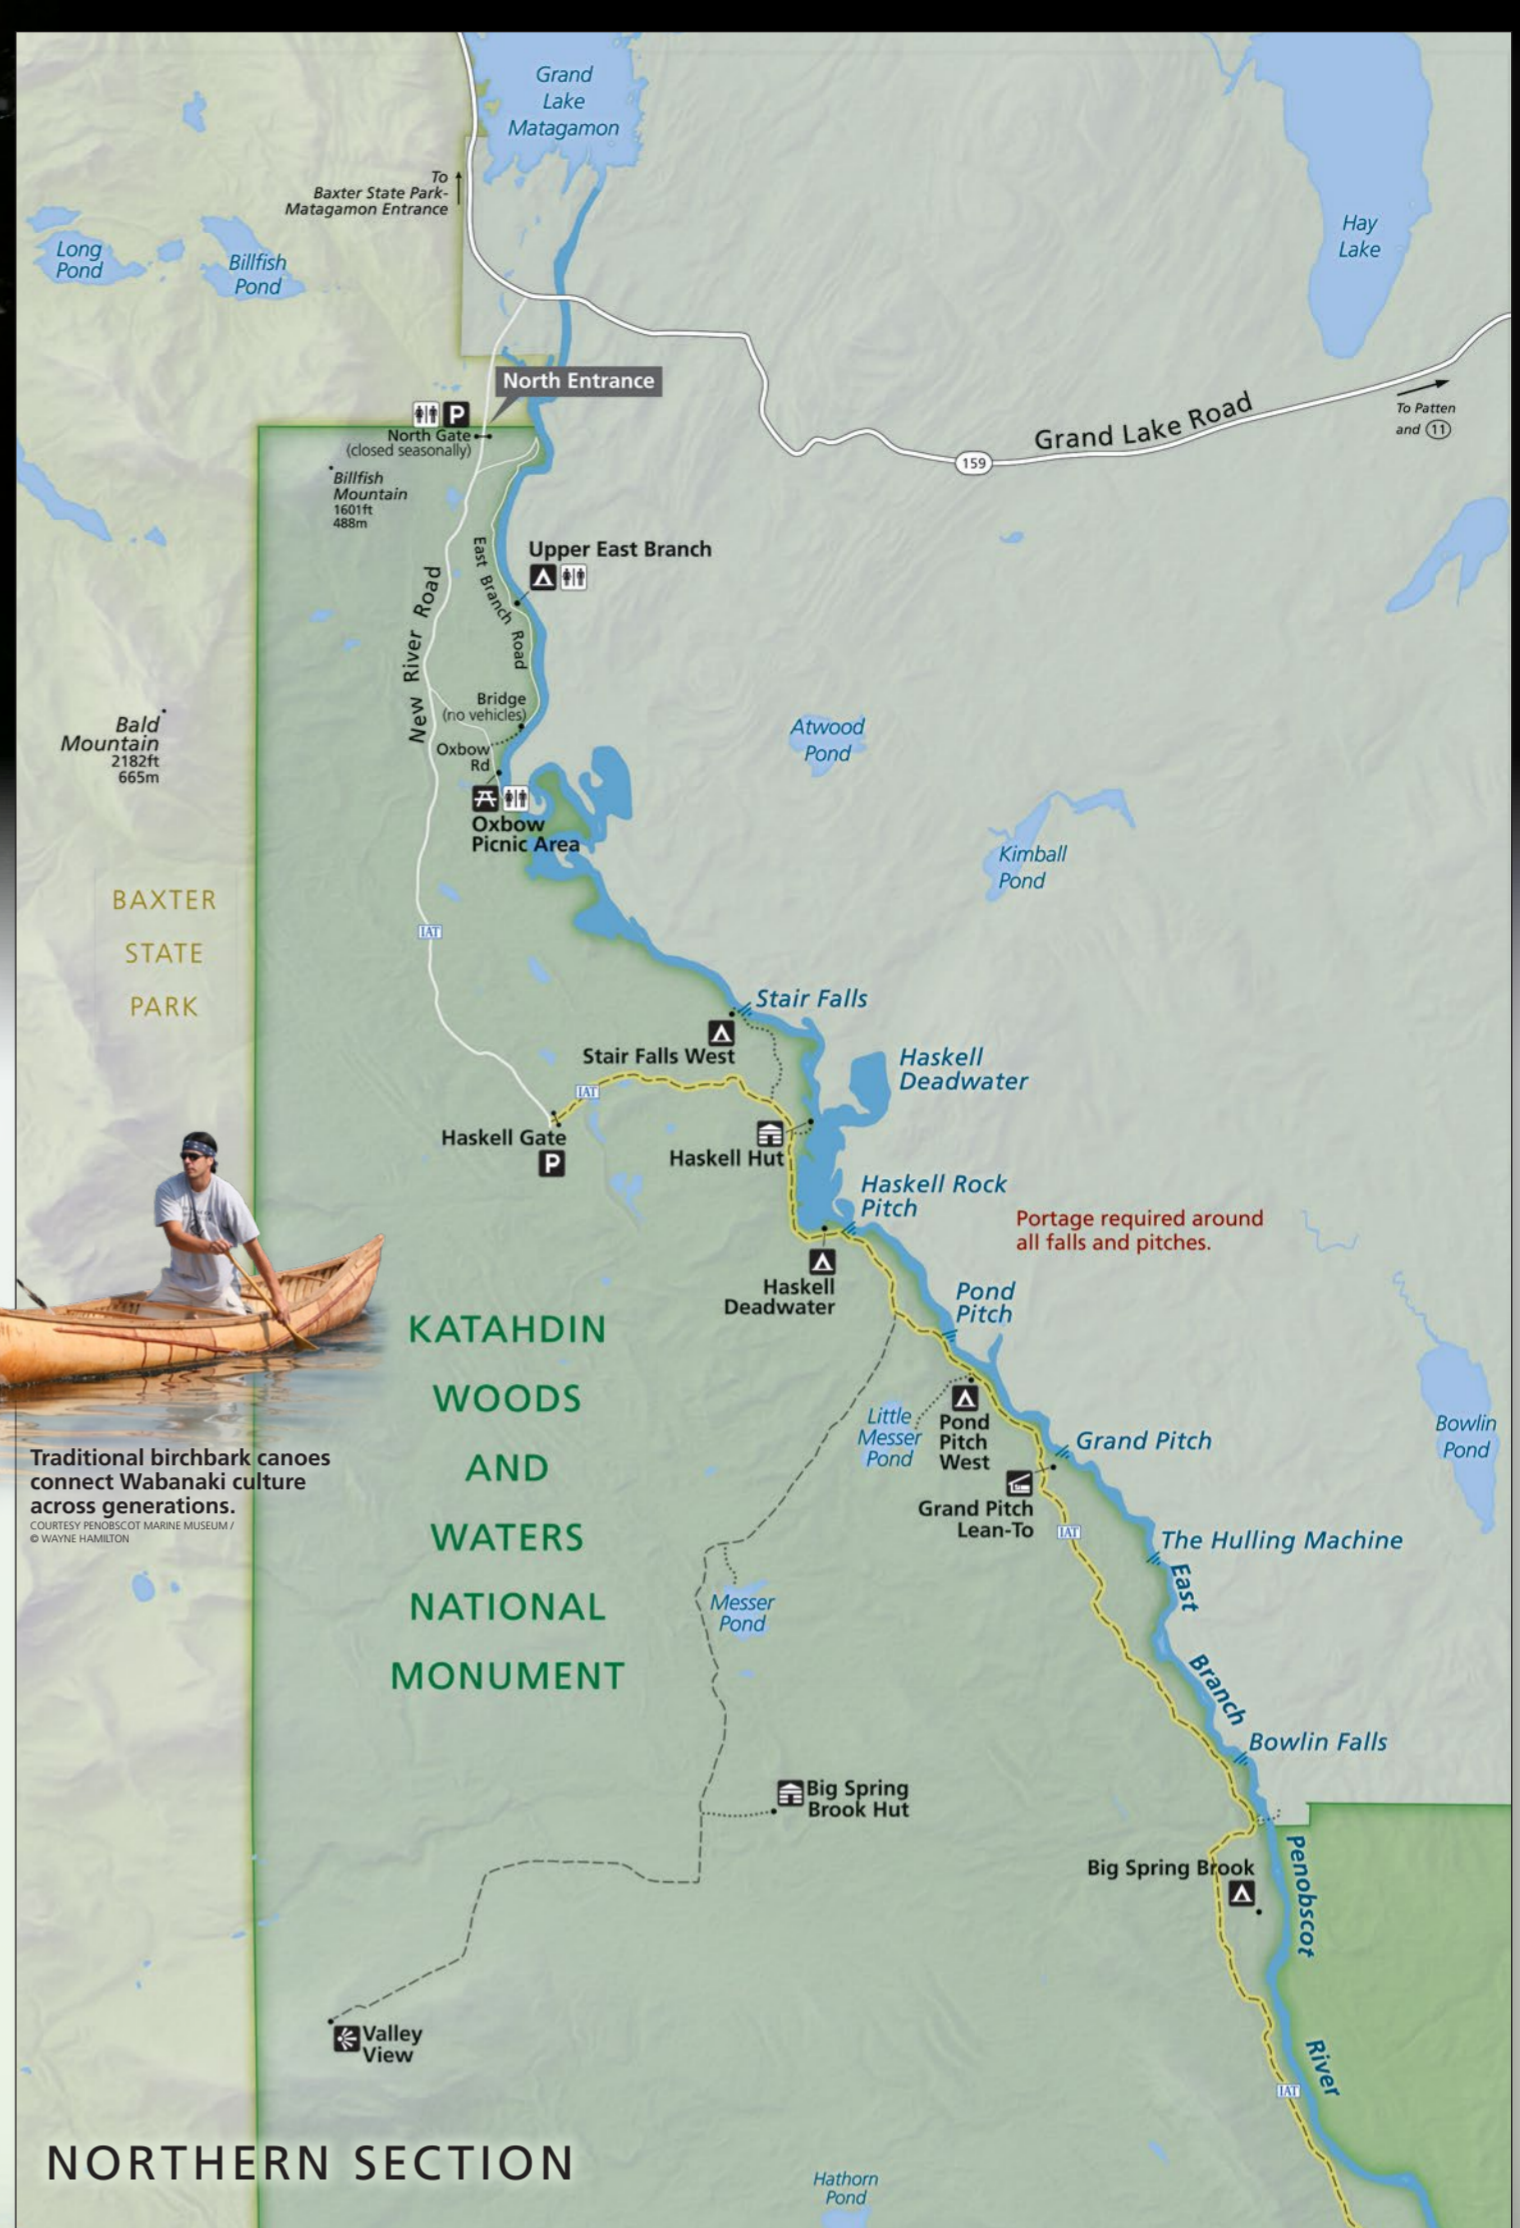 Grand
Lake
Matagamon
To
Baxter State Park-
Matagamon Entrance
Hay
Lake
Long
Pond
Billfish
Pond
North Entrance
To Patten
and 11
Grand Lake Road
159
North Gate
(closed seasonally)
Billfish
Mountain
1601ft
488m
Upper East Branch
East Branch Road
New River Road
Bridge
(no vehicles)
Bald
Mountain
2182ft
665m
Oxbow
Rd
Atwood
Pond
P
Oxbow
Picnic Area
Kimball
Pond
BAXTER
STATE
PARK
IAT
Stair Falls
Stair Falls West
Haskell
Deadwater
IAT
Haskell Gate
P
Haskell Hut
Haskell Rock
Pitch
Portage required around
all falls and pitches.
Haskell
Deadwater
Pond
Pitch
KATAHDIN
WOODS
AND
WATERS
NATIONAL
MONUMENT
Little
Messer
Pond
Pond
Pitch
West
Grand Pitch
Bowlin
Pond
Traditional birchbark canoes
connect Wabanaki culture
across generations.
COURTESY PENOBSCOT MARINE MUSEUM /
© WAYNE HAMILTON
Grand Pitch
Lean-To
IAT
The Hulling Machine
Messer
Pond
East Branch Penobscot River
Bowlin Falls
Big Spring
Brook Hut
Big Spring Brook
Valley
View
IAT
NORTHERN SECTION
Hathorn
Pond